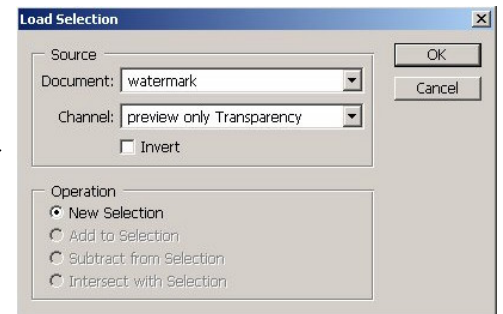 Load Selection
Source
OK
Document: watermark
Cancel
Channel: preview only Transparency
Invert
Operation
New Selection
Add to Selection
Subtract from Selection
Intersect with Selection